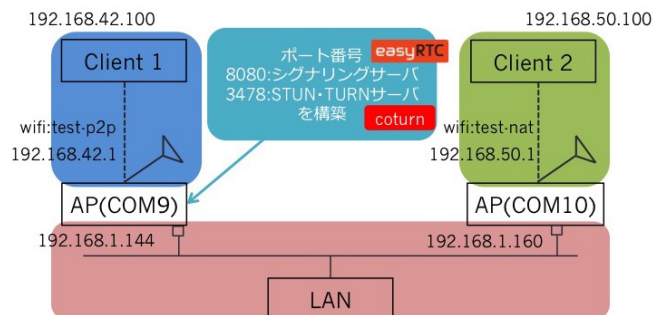 192.168.42.100
192.168.50.100
Client 1
ポート番号 easyRTC
8080:シグナリングサーバ
3478:STUN・TURNサーバ
を構築 coturn
Client 2
wifi:test-p2p
192.168.42.1
wifi:test-nat
192.168.50.1
AP(COM9)
AP(COM10)
192.168.1.144
192.168.1.160
LAN